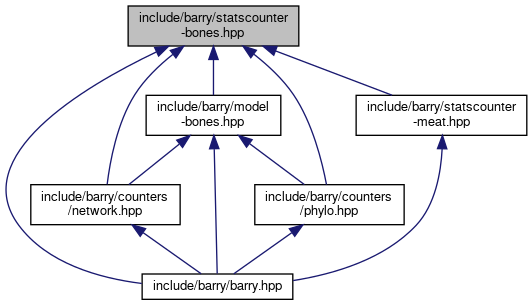 include/barry/statscounter
-bones.hpp
include/barry/model
-bones.hpp
include/barry/statscounter
-meat.hpp
include/barry/counters
/network.hpp
include/barry/counters
/phylo.hpp
include/barry/barry.hpp